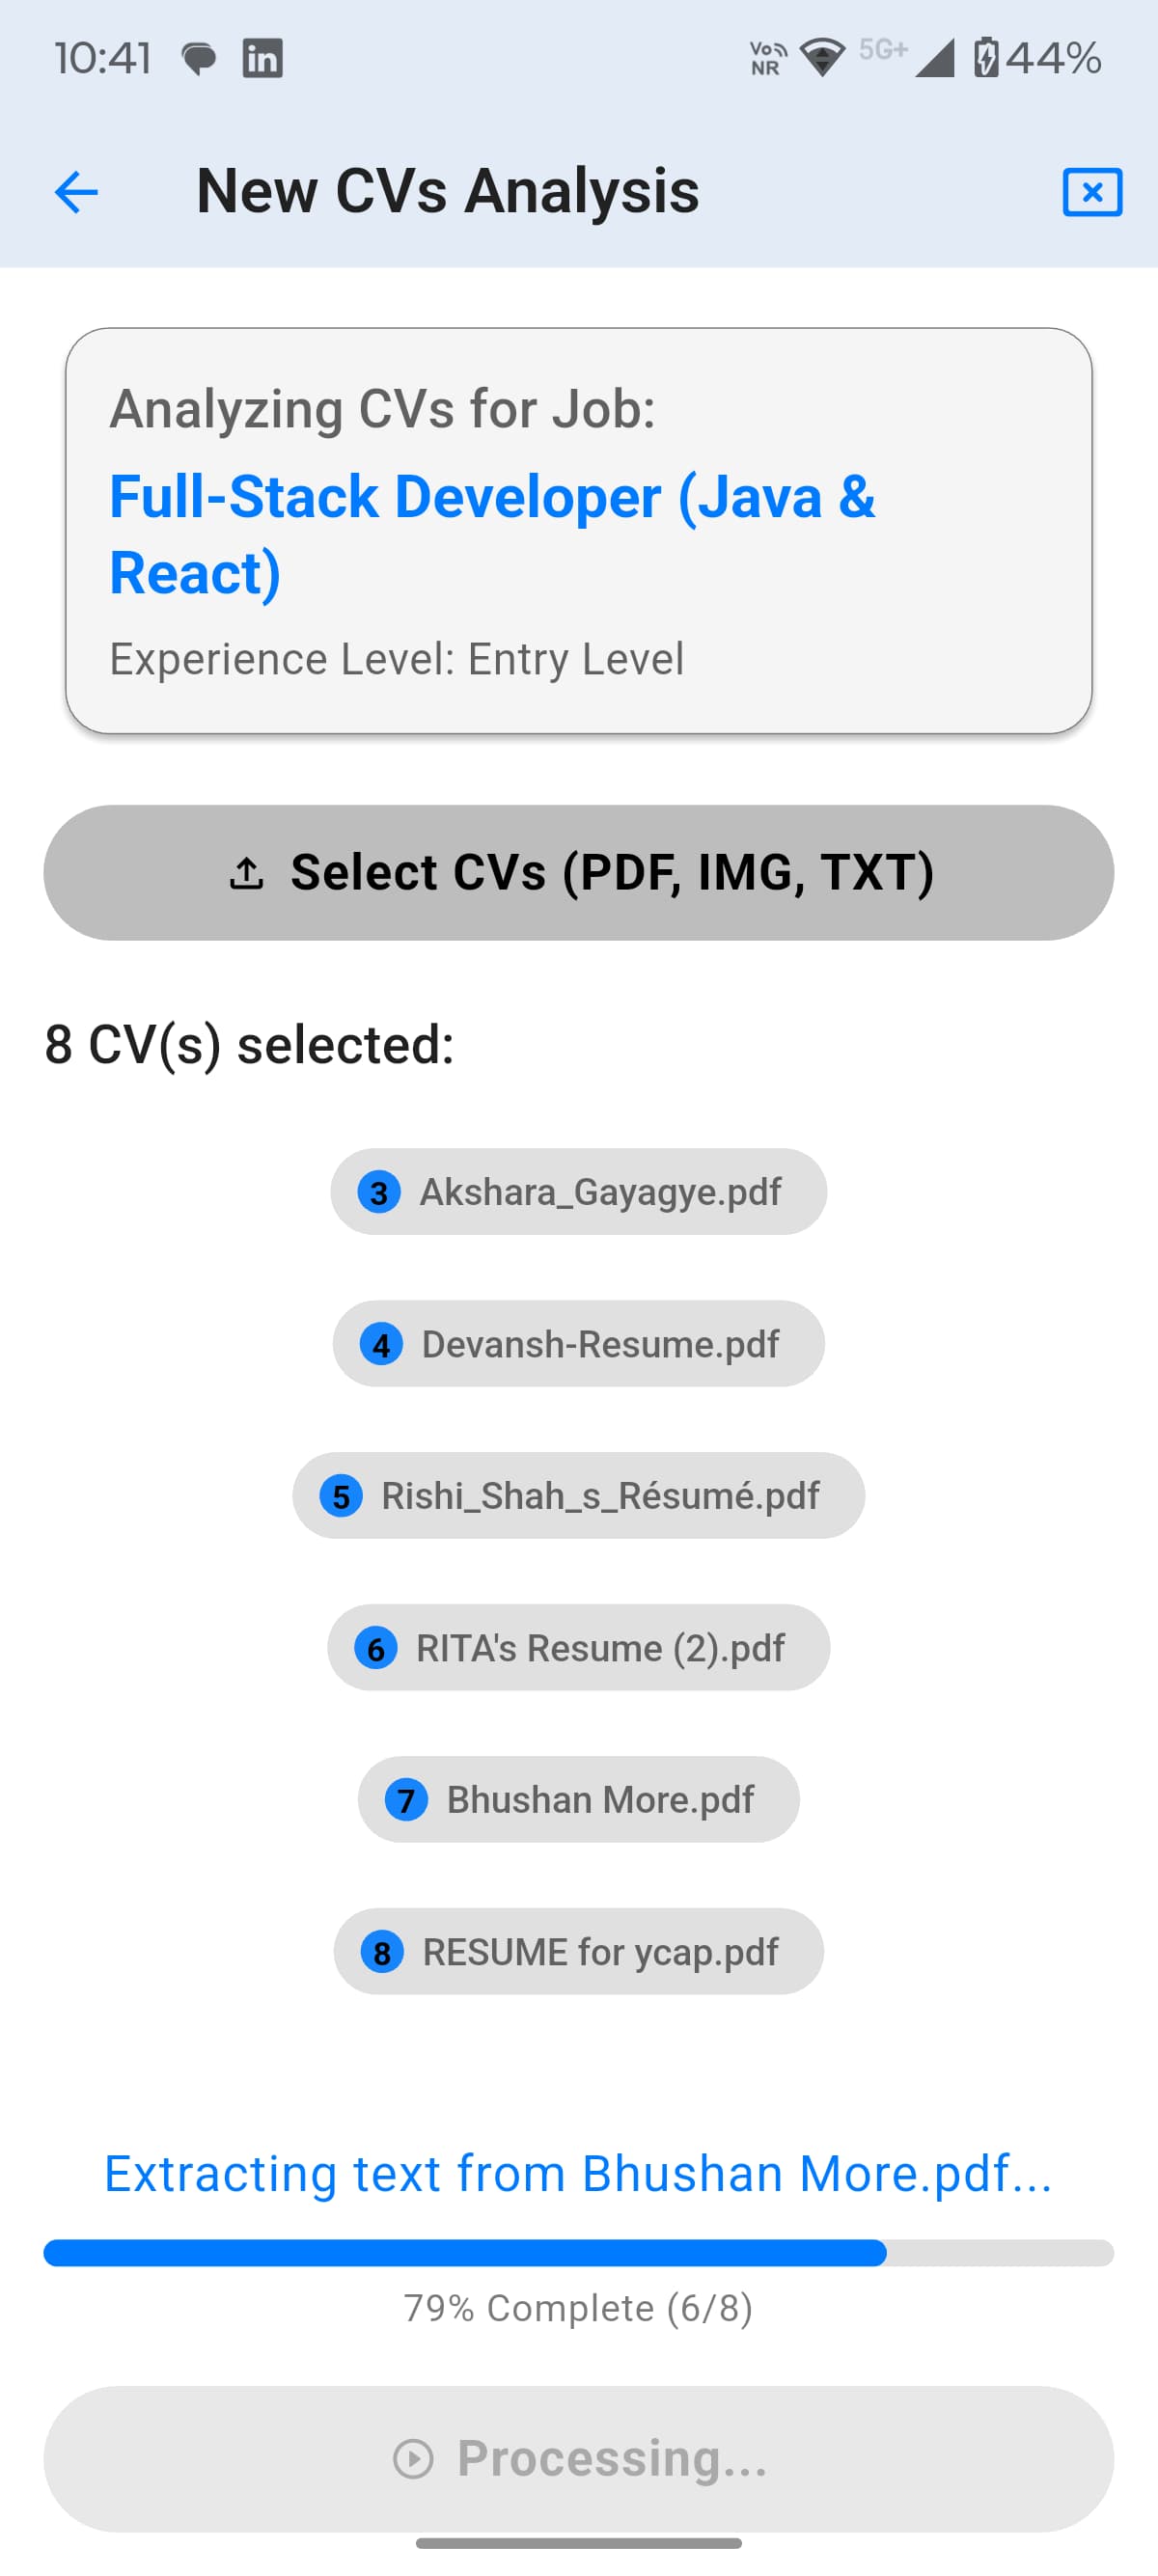 10:41
in
Vo NR 5G+ 44%
New CVs Analysis
Analyzing CVs for Job:
Full-Stack Developer (Java &
React)
Experience Level: Entry Level
Select CVs (PDF, IMG, TXT)
8 CV(s) selected:
3 Akshara_Gayagye.pdf
4 Devansh-Resume.pdf
5 Rishi_Shah_s_Résumé.pdf
6 RITA's Resume (2).pdf
7 Bhushan More.pdf
8 RESUME for ycap.pdf
Extracting text from Bhushan More.pdf...
79% Complete (6/8)
Processing...